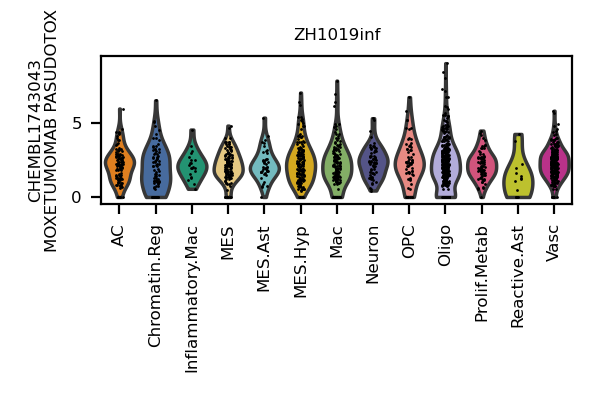 ZH1019inf
CHEMBL1743043
MOXETUMOMAB PASUDOTOX
5
0
AC
Chromatin.Reg
Inflammatory.Mac
MES
MES.Ast
MES.Hyp
Mac
Neuron
OPC
Oligo
Prolif.Metab
Reactive.Ast
Vasc